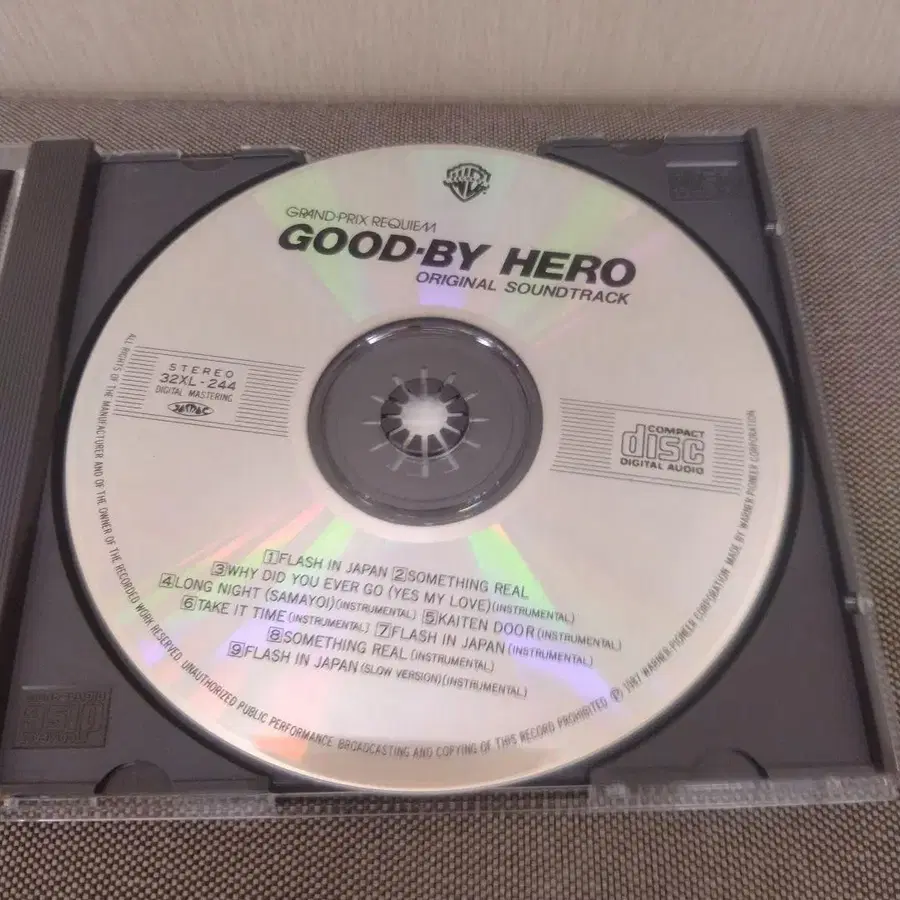 GRAND·PRIX REQUIEM
GOOD·BY HERO
ORIGINAL SOUNDTRACK
STEREO
32XL-244
DIGITAL MASTERING
JASRAC
COMPACT
disc
DIGITAL AUDIO
1 FLASH IN JAPAN 2 SOMETHING REAL
3 WHY DID YOU EVER GO (YES MY LOVE) (INSTRUMENTAL)
4 LONG NIGHT (SAMAYOI) (INSTRUMENTAL) 5 KAITEN DOOR (INSTRUMENTAL)
6 TAKE IT TIME (INSTRUMENTAL) 7 FLASH IN JAPAN (INSTRUMENTAL)
8 SOMETHING REAL (INSTRUMENTAL)
9 FLASH IN JAPAN (SLOW VERSION) (INSTRUMENTAL)
ALL RIGHTS OF THE MANUFACTURER AND OF THE OWNER OF THE RECORDED WORK RESERVED. UNAUTHORIZED PUBLIC PERFORMANCE BROADCASTING AND COPYING OF THIS RECORD PROHIBITED Ⓟ 1987 WARNER-PIONEER CORPORATION MADE BY WARNER-PIONEER CORPORATION